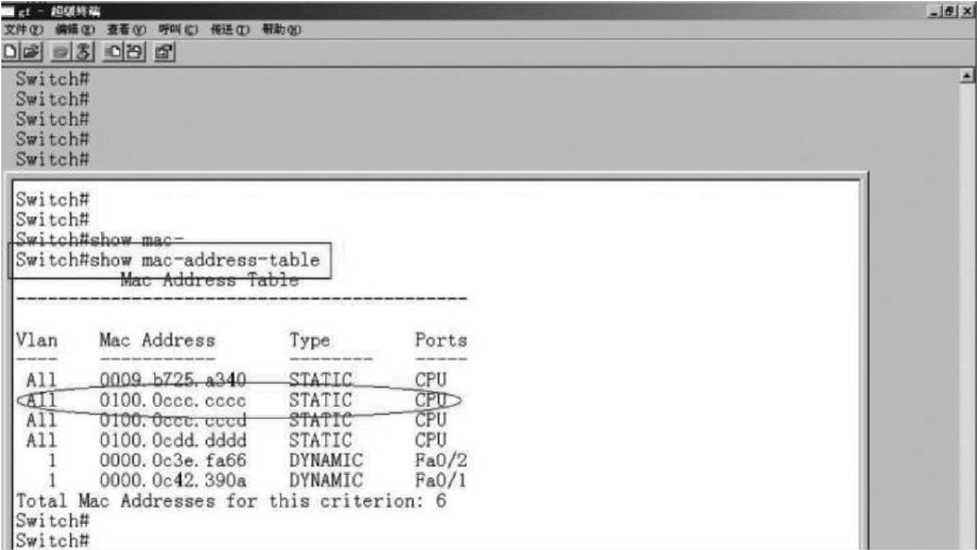 gf - 超级终端
文件(F) 编辑(E) 查看(V) 呼叫(C) 传送(T) 帮助(H)
Switch#
Switch#
Switch#
Switch#
Switch#
Switch#
Switch#
Switch#show mac-
Switch#show mac-address-table
Mac Address Table
-------------------------------------------
Vlan Mac Address Type Ports
---- ----------- -------- -----
All 0009.b725.a340 STATIC CPU
All 0100.0ccc.cccc STATIC CPU
All 0100.0ccc.cccd STATIC CPU
All 0100.0cdd.dddd STATIC CPU
1 0000.0c3e.fa66 DYNAMIC Fa0/2
1 0000.0c42.390a DYNAMIC Fa0/1
Total Mac Addresses for this criterion: 6
Switch#
Switch#